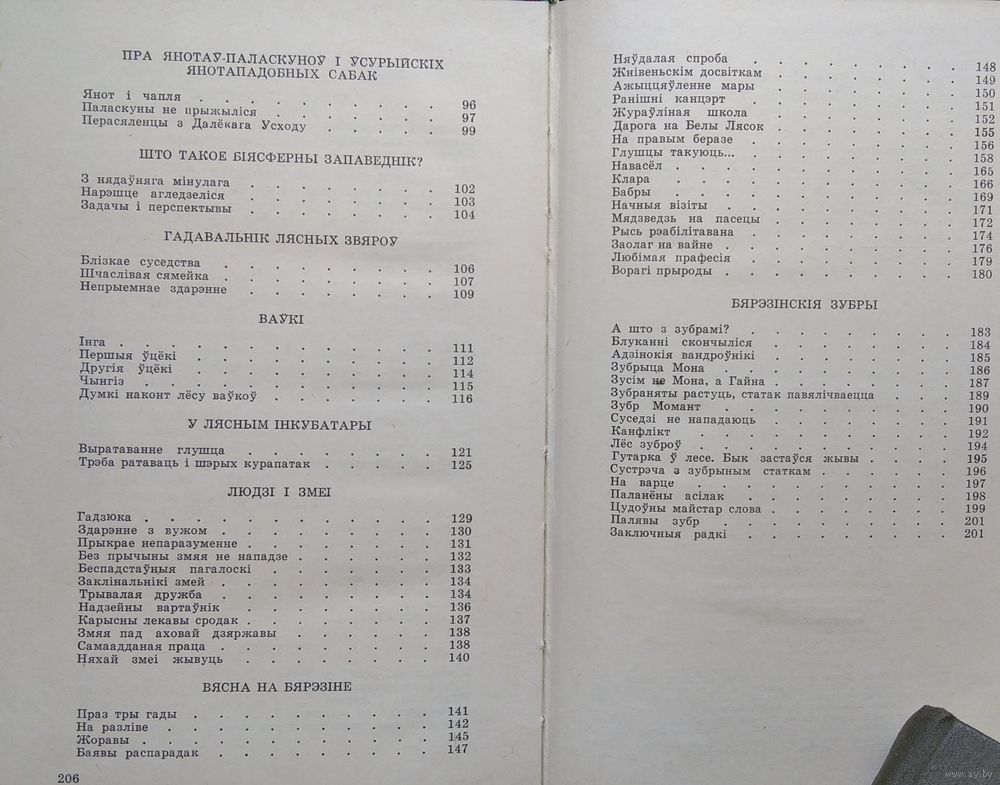 ПРА ЯНОТАЎ-ПАЛАСКУНОЎ І ЎСУРЫЙСКІХ
ЯНОТАПАДОБНЫХ САБАК
Янот і чапля . . . . . . . . . . . 96
Паласкуны не прыжыліся . . . . . . . . 97
Перасяленцы з Далёкага Усходу . . . . . . 99
ШТО ТАКОЕ БІЯСФЕРНЫ ЗАПАВЕДНІК?
З нядаўняга мінулага . . . . . . . . 102
Нарэшце агледзеліся . . . . . . . . 103
Задачы і перспектывы . . . . . . . . 104
ГАДАВАЛЬНІК ЛЯСНЫХ ЗВЯРОЎ
Блізкае суседства . . . . . . . . . 106
Шчаслівая сямейка . . . . . . . . . 107
Непрыемнае здарэнне . . . . . . . . 109
ВАЎКІ
Інга . . . . . . . . . . . . . 111
Першыя ўцёкі . . . . . . . . . . 112
Другія ўцёкі . . . . . . . . . . 114
Чынгіз . . . . . . . . . . . . 115
Думкі наконт лёсу ваўкоў . . . . . . . . 116
У ЛЯСНЫМ ІНКУБАТАРЫ
Выратаванне глушца . . . . . . . . 121
Трэба ратаваць і шэрых курапатак . . . . . 125
ЛЮДЗІ І ЗМЕІ
Гадзюка . . . . . . . . . . . . 129
Здарэнне з вужом . . . . . . . . . 130
Прыкрае непаразуменне . . . . . . . . 131
Без прычыны змяя не нападзе . . . . . . 132
Беспадстаўныя пагалоскі . . . . . . . 133
Заклінальнікі змей . . . . . . . . . 134
Трывалая дружба . . . . . . . . . 134
Надзейны вартаўнік . . . . . . . . 136
Карысны лекавы сродак . . . . . . . . 137
Змяя пад аховай дзяржавы . . . . . . . 138
Самаадданая праца . . . . . . . . . 138
Няхай змеі жывуць . . . . . . . . 140
ВЯСНА НА БЯРЭЗІНЕ
Праз тры гады . . . . . . . . . . 141
На разліве . . . . . . . . . . . 142
Жоравы . . . . . . . . . . . . 145
Баявы распарадак . . . . . . . . . 147
206
Няўдалая спроба . . . . . . . . . 148
Жнівеньскім досвіткам . . . . . . . . 149
Ажыццяўленне мары . . . . . . . . 150
Ранішні канцэрт . . . . . . . . . 151
Жураўліная школа . . . . . . . . . 152
Дарога на Белы Лясок . . . . . . . . 155
На правым беразе . . . . . . . . . 156
Глушцы такуюць... . . . . . . . . . 158
Навасёл . . . . . . . . . . . . 165
Клара . . . . . . . . . . . . 166
Бабры . . . . . . . . . . . . 169
Начныя візіты . . . . . . . . . . 171
Мядзведзь на пасецы . . . . . . . . 172
Рысь рэабілітавана . . . . . . . . . 174
Заолаг на вайне . . . . . . . . . . 176
Любімая прафесія . . . . . . . . . 179
Ворагі прыроды . . . . . . . . . . 180
БЯРЭЗІНСКІЯ ЗУБРЫ
А што з зубрамі? . . . . . . . . . 183
Блуканні скончыліся . . . . . . . . 184
Адзінокія вандроўнікі . . . . . . . . 185
Зубрыца Мона . . . . . . . . . . 186
Зусім не Мона, а Гайна . . . . . . . . 187
Зубраняты растуць, статак павялічваецца . . . 189
Зубр Момант . . . . . . . . . . 190
Суседзі не нападаюць . . . . . . . . 191
Канфлікт . . . . . . . . . . . 192
Лёс зуброў . . . . . . . . . . . 194
Гутарка ў лесе. Бык застаўся жывы . . . . 195
Сустрэча з зубрыным статкам . . . . . . 196
На варце . . . . . . . . . . . 197
Паланёны асілак . . . . . . . . . 198
Цудоўны майстар слова . . . . . . . . 199
Палявы зубр . . . . . . . . . . 201
Заключныя радкі . . . . . . . . . 201
www.ay.by